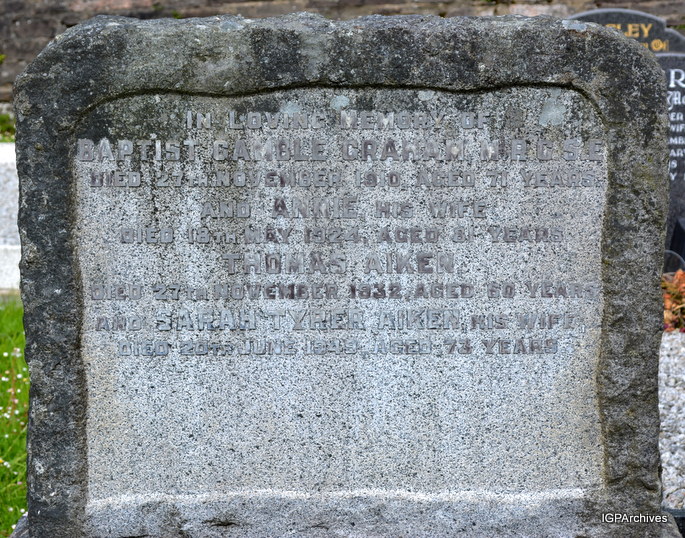 IN LOVING MEMORY OF
BAPTIST GAMBLE GRAHAM, M.R.C.S.E.
DIED 27TH NOVEMBER 1910, AGED 71 YEARS.
AND ANNIE, HIS WIFE
DIED 18TH MAY 1924, AGED 81 YEARS
THOMAS AIKEN
DIED 27TH NOVEMBER 1932, AGED 60 YEARS
AND SARAH TYRER AIKEN, HIS WIFE,
DIED 20TH JUNE 1949, AGED 73 YEARS
IGPArchives